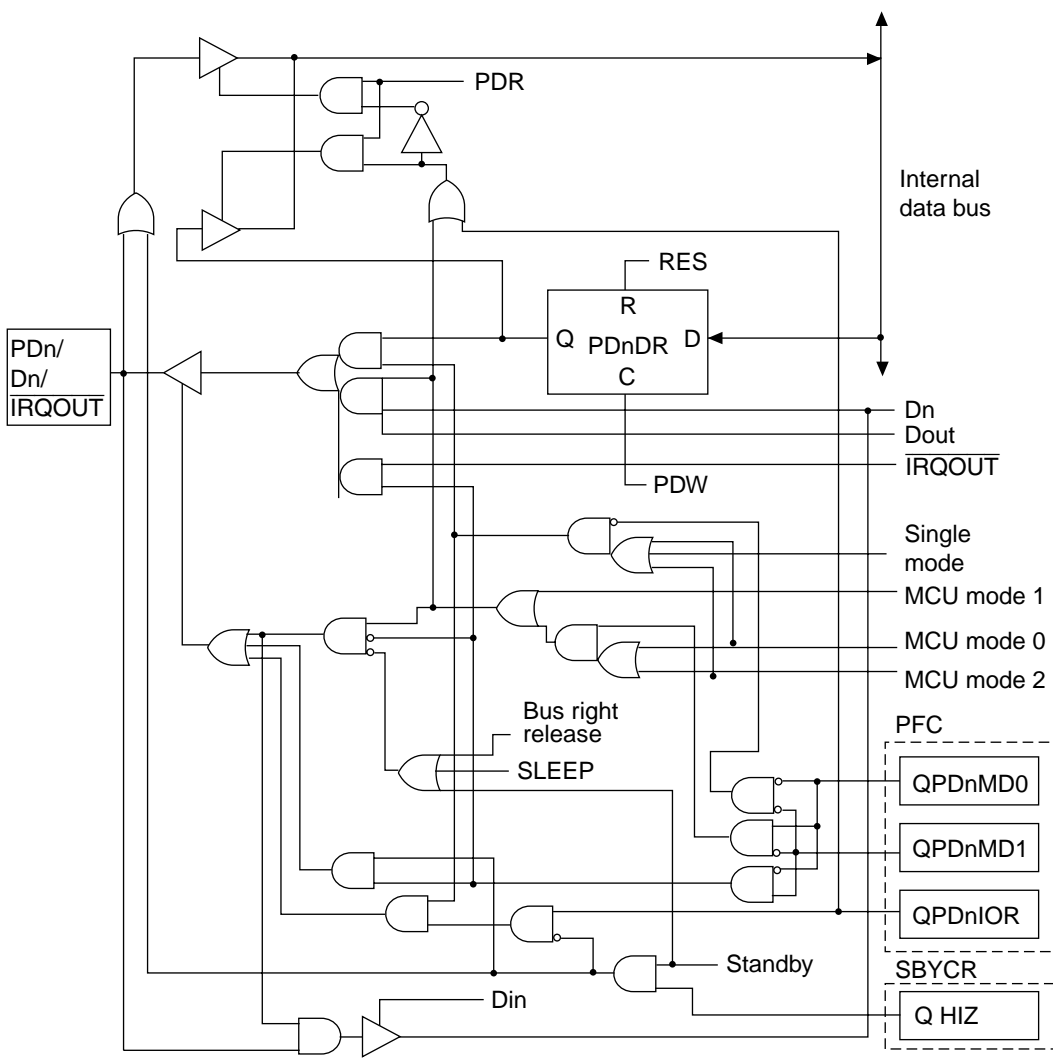 PDR
Internal
data bus
RES
R
Q PDnDR D
C
PDn/
Dn/
IRQOUT
Dn
Dout
IRQOUT
PDW
Single
mode
MCU mode 1
MCU mode 0
MCU mode 2
Bus right
release
PFC
SLEEP
QPDnMD0
QPDnMD1
QPDnIOR
Standby
SBYCR
Din
Q HIZ